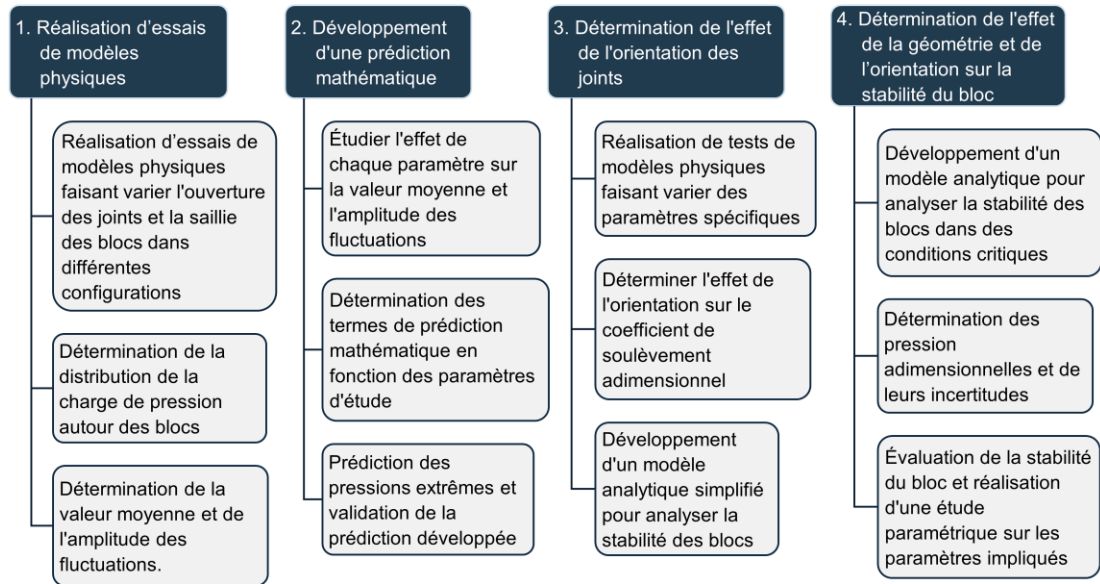 1. Réalisation d’essais
de modèles
physiques
Réalisation d’essais de
modèles physiques
faisant varier l'ouverture
des joints et la saillie
des blocs dans
différentes
configurations
Détermination de la
distribution de la
charge de pression
autour des blocs
Détermination de la
valeur moyenne et de
l'amplitude des
fluctuations.
2. Développement
d'une prédiction
mathématique
Étudier l'effet de
chaque paramètre sur
la valeur moyenne et
l'amplitude des
fluctuations
Détermination des
termes de prédiction
mathématique en
fonction des paramètres
d'étude
Prédiction des
pressions extrêmes et
validation de la
prédiction développée
3. Détermination de l'effet
de l'orientation des
joints
Réalisation de tests de
modèles physiques
faisant varier des
paramètres spécifiques
Déterminer l'effet de
l'orientation sur le
coefficient de
soulèvement
adimensionnel
Développement
d'un modèle
analytique simplifié
pour analyser la
stabilité des blocs
4. Détermination de l'effet
de la géométrie et de
l’orientation sur la
stabilité du bloc
Développement d'un
modèle analytique pour
analyser la stabilité des
blocs dans des
conditions critiques
Détermination des
pression
adimensionnelles et de
leurs incertitudes
Évaluation de la stabilité
du bloc et réalisation
d'une étude
paramétrique sur les
paramètres impliqués